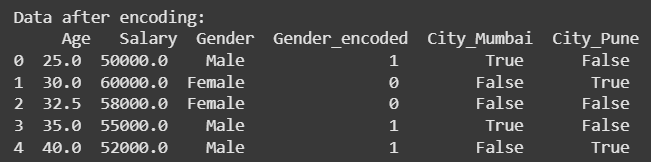 Data after encoding:
    Age   Salary  Gender  Gender_encoded  City_Mumbai  City_Pune
0  25.0  50000.0    Male               1         True      False
1  30.0  60000.0  Female               0        False       True
2  32.5  58000.0  Female               0        False      False
3  35.0  55000.0    Male               1         True      False
4  40.0  52000.0    Male               1        False       True